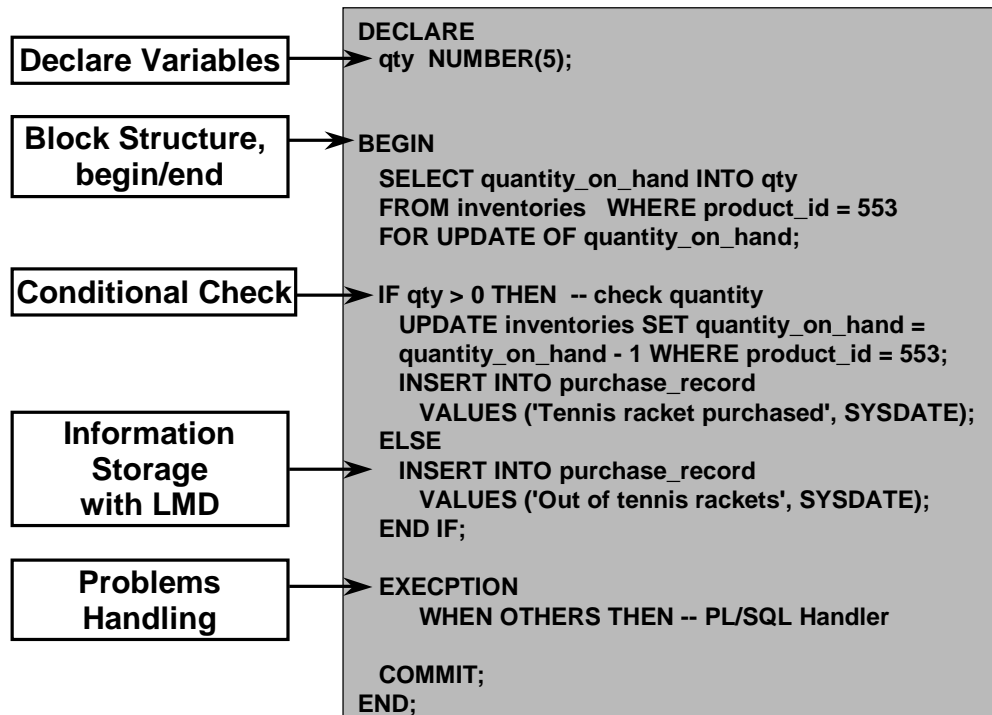 Declare Variables
Block Structure,
begin/end
Conditional Check
Information
Storage
with LMD
Problems
Handling
DECLARE
qty NUMBER(5);
BEGIN
SELECT quantity_on_hand INTO qty
FROM inventories WHERE product_id = 553
FOR UPDATE OF quantity_on_hand;
IF qty > 0 THEN -- check quantity
UPDATE inventories SET quantity_on_hand =
quantity_on_hand - 1 WHERE product_id = 553;
INSERT INTO purchase_record
VALUES ('Tennis racket purchased', SYSDATE);
ELSE
INSERT INTO purchase_record
VALUES ('Out of tennis rackets', SYSDATE);
END IF;
EXECPTION
WHEN OTHERS THEN -- PL/SQL Handler
COMMIT;
END;